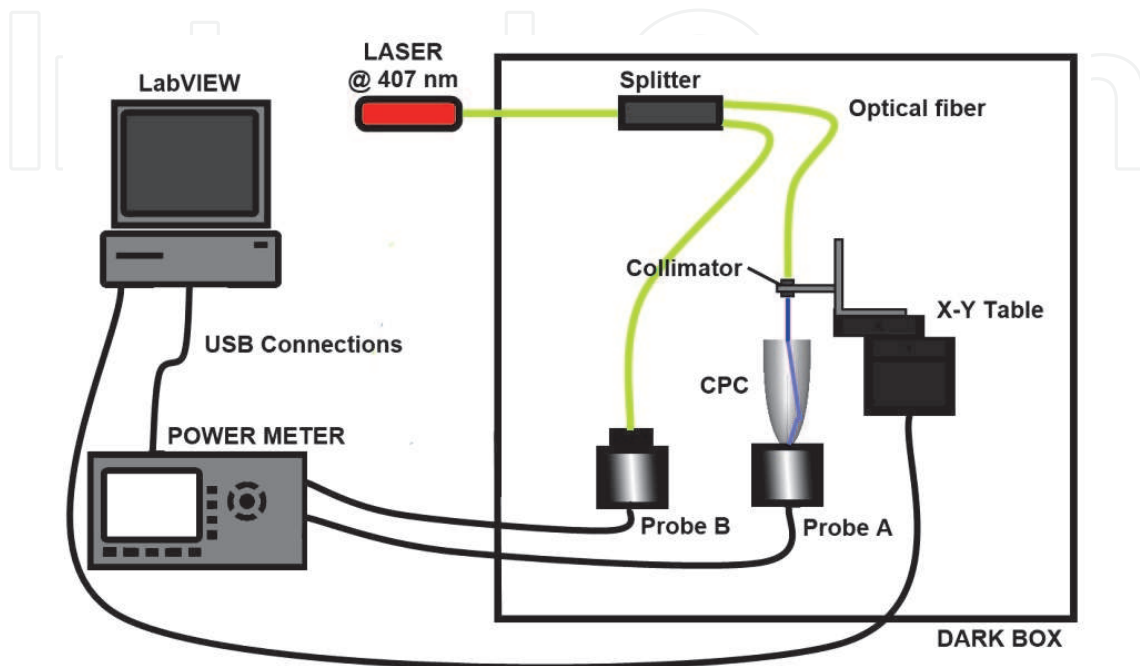 LASER
@ 407 nm
LabVIEW
Splitter
Optical fiber
Collimator
X-Y Table
USB Connections
CPC
POWER METER
Probe B
Probe A
DARK BOX